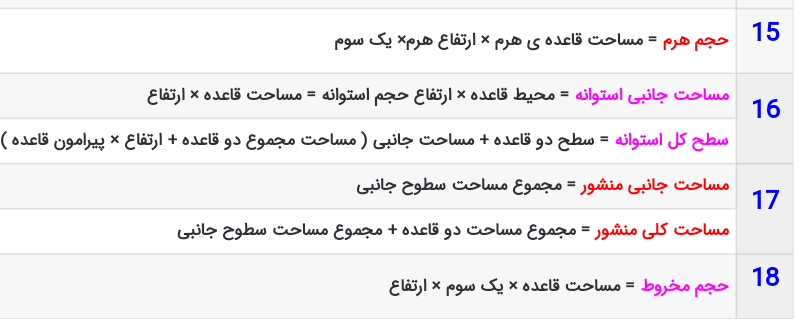 15
حجم هرم = مساحت قاعده ی هرم × ارتفاع هرم× یک سوم
16
مساحت جانبی استوانه = محیط قاعده × ارتفاع حجم استوانه = مساحت قاعده × ارتفاع
سطح کل استوانه = سطح دو قاعده + مساحت جانبی ( مساحت مجموع دو قاعده + ارتفاع × پیرامون قاعده )
17
مساحت جانبی منشور = مجموع مساحت سطوح جانبی
مساحت کلی منشور = مجموع مساحت دو قاعده + مجموع مساحت سطوح جانبی
18
حجم مخروط = مساحت قاعده × یک سوم × ارتفاع